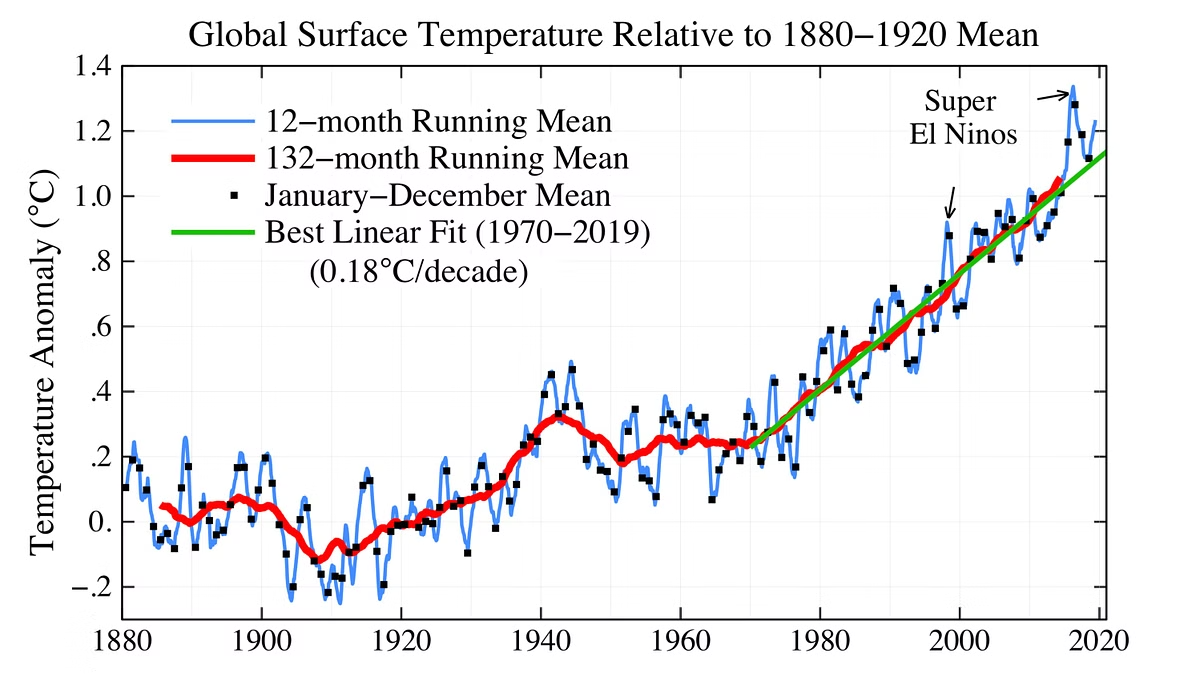 Global Surface Temperature Relative to 1880−1920 Mean
1.4
1.2
1.0
.8
.6
.4
.2
0.
−.2
Temperature Anomaly (°C)
12−month Running Mean
132−month Running Mean
January−December Mean
Best Linear Fit (1970−2019)
(0.18°C/decade)
Super
El Ninos
1880
1900
1920
1940
1960
1980
2000
2020